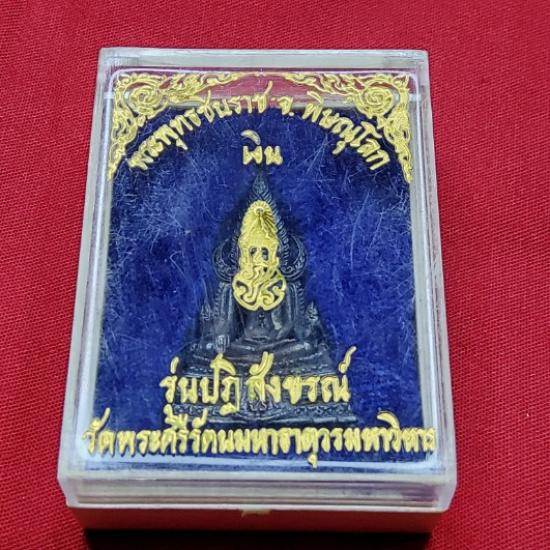 พระพุทธชินราช จ. พิษณุโลก
เงิน
รุ่นปฏิสังขรณ์
วัดพระศรีรัตนมหาธาตุวรมหาวิหาร